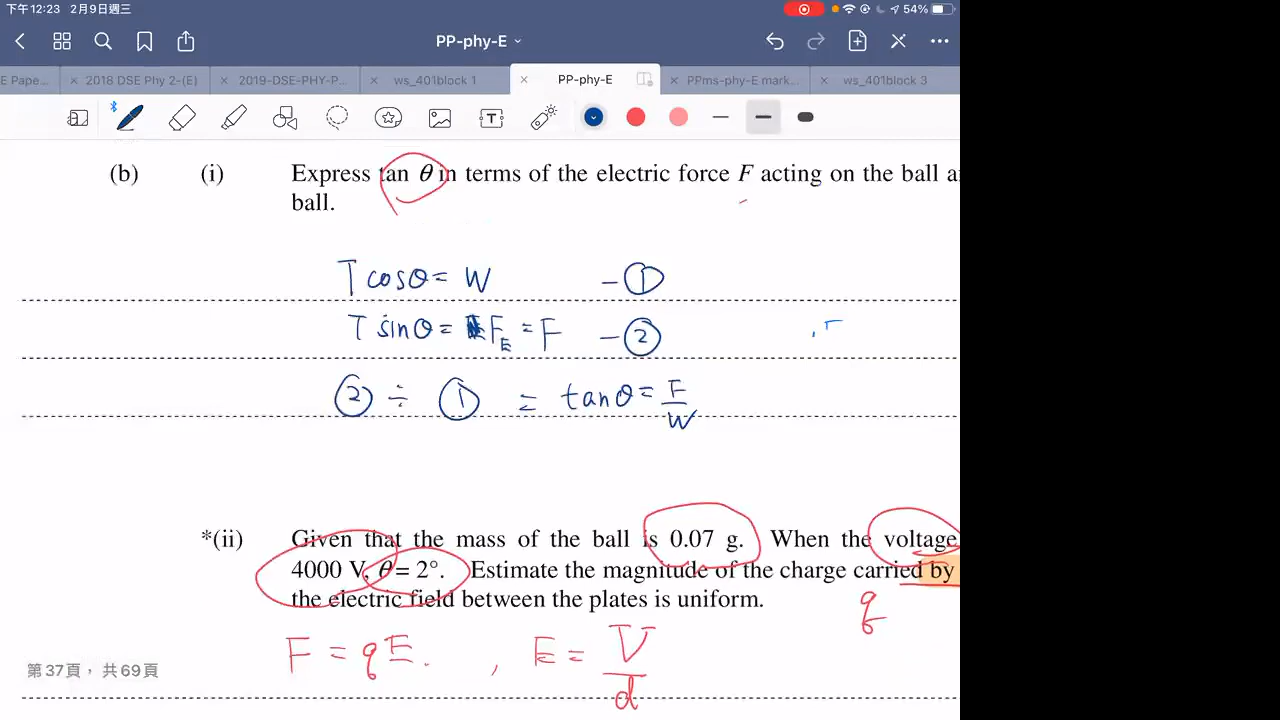 下午12:23 2月9日週三
54%
PP-phy-E
E Pape...
2018 DSE Phy 2-(E)
2019-DSE-PHY-P...
ws_401block 1
PP-phy-E
PPms-phy-E mark...
ws_401block 3
(b) (i) Express tan θ in terms of the electric force F acting on the ball a
ball.
T cosθ = W — ①
T sinθ = F_E = F — ②
② ÷ ① = tanθ = F/W
*(ii) Given that the mass of the ball is 0.07 g. When the voltage
4000 V, θ = 2°. Estimate the magnitude of the charge carried by
the electric field between the plates is uniform.
q
F = qE. , E = V/d
第37頁，共69頁